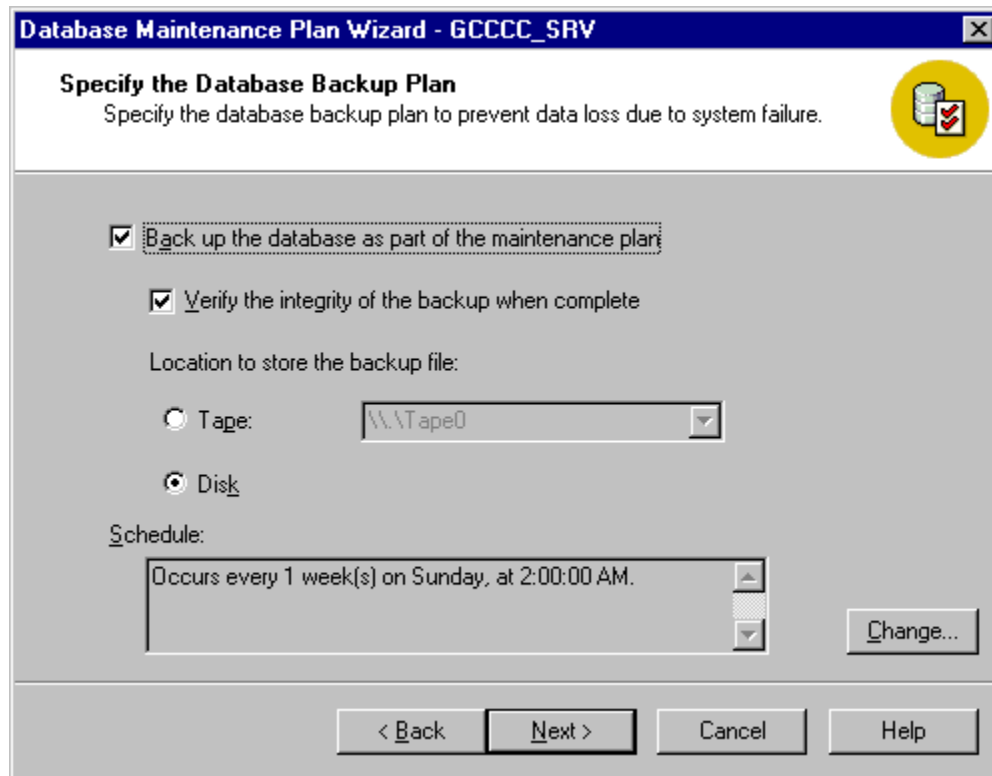 Database Maintenance Plan Wizard - GCCCC_SRV
Specify the Database Backup Plan
Specify the database backup plan to prevent data loss due to system failure.
Back up the database as part of the maintenance plan
Verify the integrity of the backup when complete
Location to store the backup file:
Tape:
\\.\Tape0
Disk
Schedule:
Occurs every 1 week(s) on Sunday, at 2:00:00 AM.
Change...
< Back
Next >
Cancel
Help